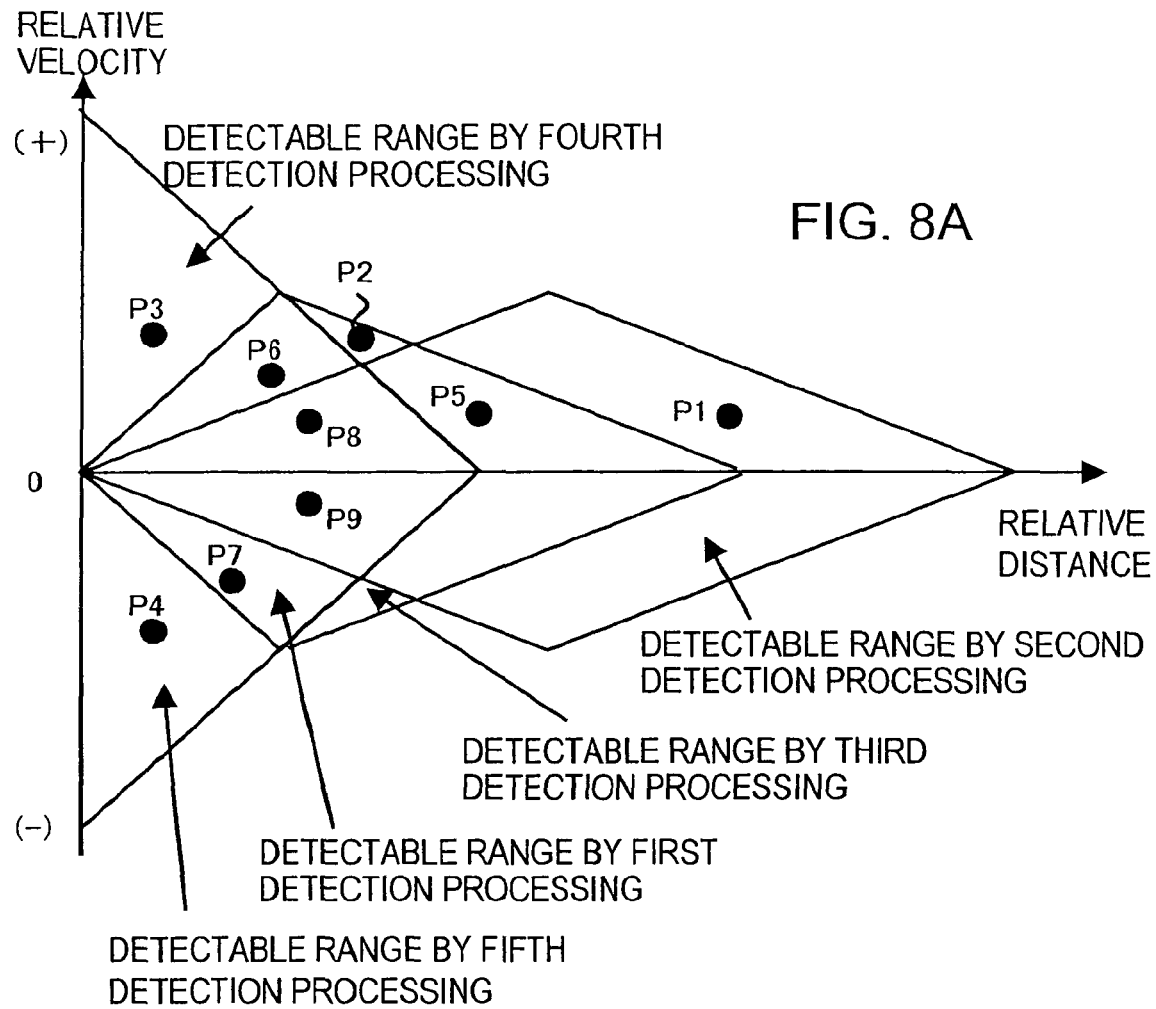 RELATIVE
VELOCITY
(+)
DETECTABLE RANGE BY FOURTH
DETECTION PROCESSING
FIG. 8A
P2
P3
P6
P5
P1
P8
0
P9
RELATIVE
DISTANCE
P7
P4
DETECTABLE RANGE BY SECOND
DETECTION PROCESSING
DETECTABLE RANGE BY THIRD
DETECTION PROCESSING
(-)
DETECTABLE RANGE BY FIRST
DETECTION PROCESSING
DETECTABLE RANGE BY FIFTH
DETECTION PROCESSING